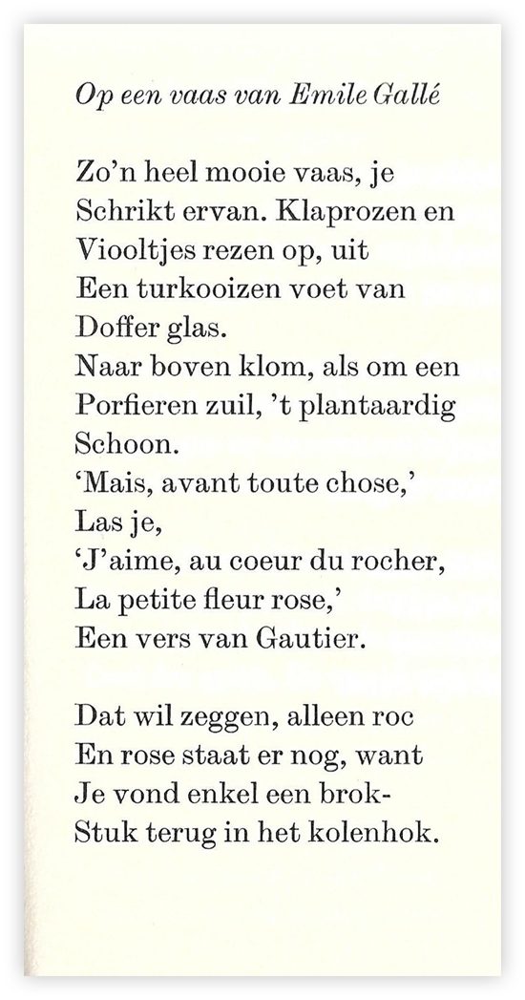 Op een vaas van Emile Gallé
Zo’n heel mooie vaas, je
Schrikt ervan. Klaprozen en
Viooltjes rezen op, uit
Een turkooizen voet van
Doffer glas.
Naar boven klom, als om een
Porfieren zuil, ’t plantaardig
Schoon.
‘Mais, avant toute chose,’
Las je,
‘J’aime, au coeur du rocher,
La petite fleur rose,’
Een vers van Gautier.
Dat wil zeggen, alleen roc
En rose staat er nog, want
Je vond enkel een brok-
Stuk terug in het kolenhok.